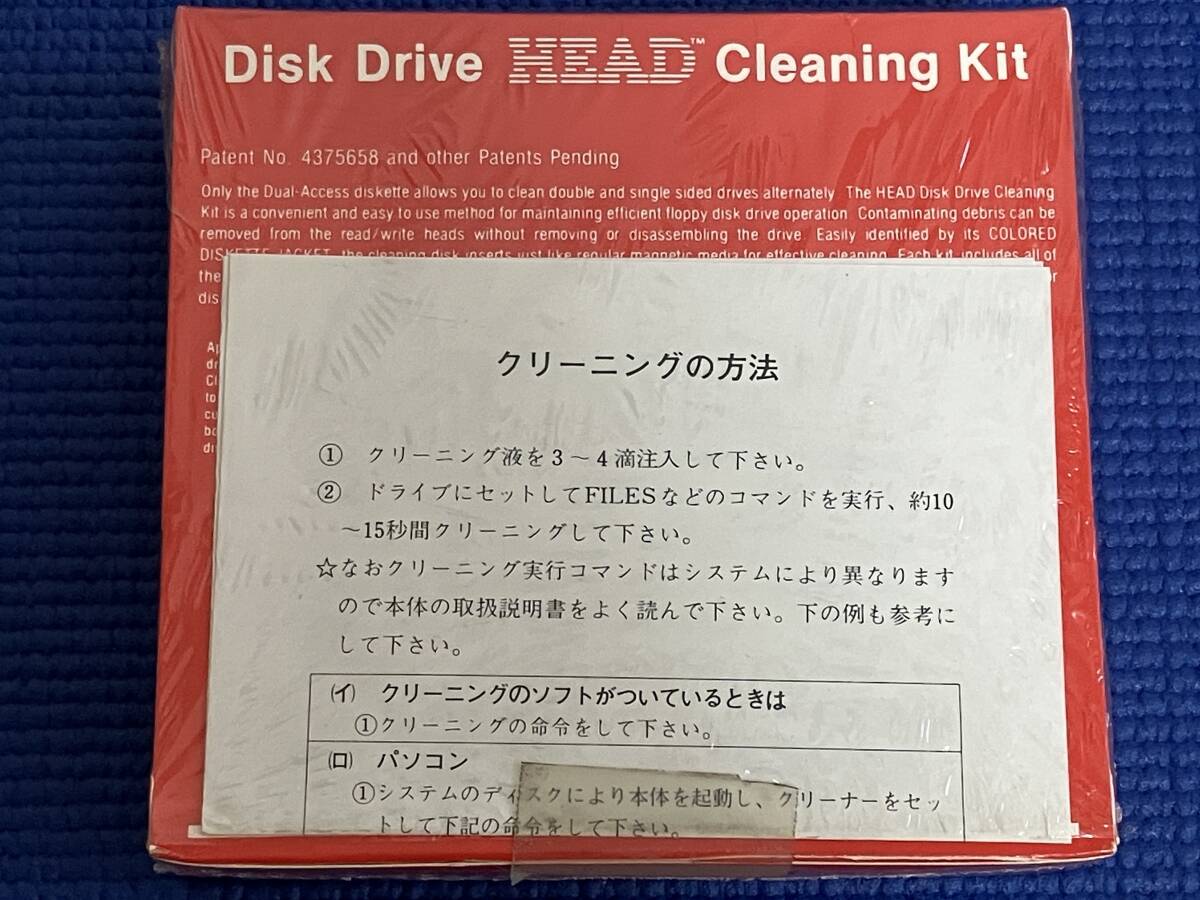 Disk Drive HEAD™ Cleaning Kit
Patent No. 4375658 and other Patents Pending
Only the Dual-Access diskette allows you to clean double and single sided drives alternately The HEAD Disk Drive Cleaning
Kit is a convenient and easy to use method for maintaining efficient floppy disk drive operation Contaminating debris can be
removed from the read/write heads without removing or disassembling the drive. Easily identified by its COLORED
DISKETTE JACKET, the cleaning disk inserts just like regular magnetic media for effective cleaning. Each kit includes all of
the
dis
クリーニングの方法
① クリーニング液を3～4滴注入して下さい。
② ドライブにセットしてFILESなどのコマンドを実行、約10
～15秒間クリーニングして下さい。
☆なおクリーニング実行コマンドはシステムにより異なります
ので本体の取扱説明書をよく読んで下さい。下の例も参考に
して下さい。
(イ) クリーニングのソフトがついているときは
①クリーニングの命令をして下さい。
(ロ) パソコン
①システムのディスクにより本体を起動し、クリーナーをセッ
トして下記の命令をして下さい。